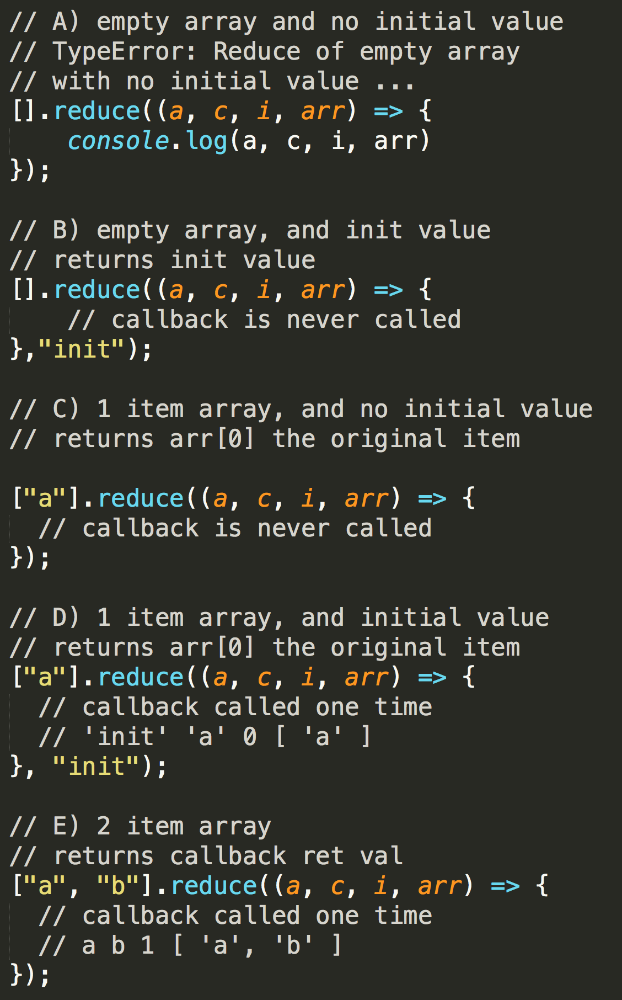 // A) empty array and no initial value
// TypeError: Reduce of empty array
// with no initial value ...
[].reduce((a, c, i, arr) => {
    console.log(a, c, i, arr)
});

// B) empty array, and init value
// returns init value
[].reduce((a, c, i, arr) => {
    // callback is never called
},"init");

// C) 1 item array, and no initial value
// returns arr[0] the original item

["a"].reduce((a, c, i, arr) => {
  // callback is never called
});

// D) 1 item array, and initial value
// returns arr[0] the original item
["a"].reduce((a, c, i, arr) => {
  // callback called one time
  // 'init' 'a' 0 [ 'a' ]
}, "init");

// E) 2 item array
// returns callback ret val
["a", "b"].reduce((a, c, i, arr) => {
  // callback called one time
  // a b 1 [ 'a', 'b' ]
});